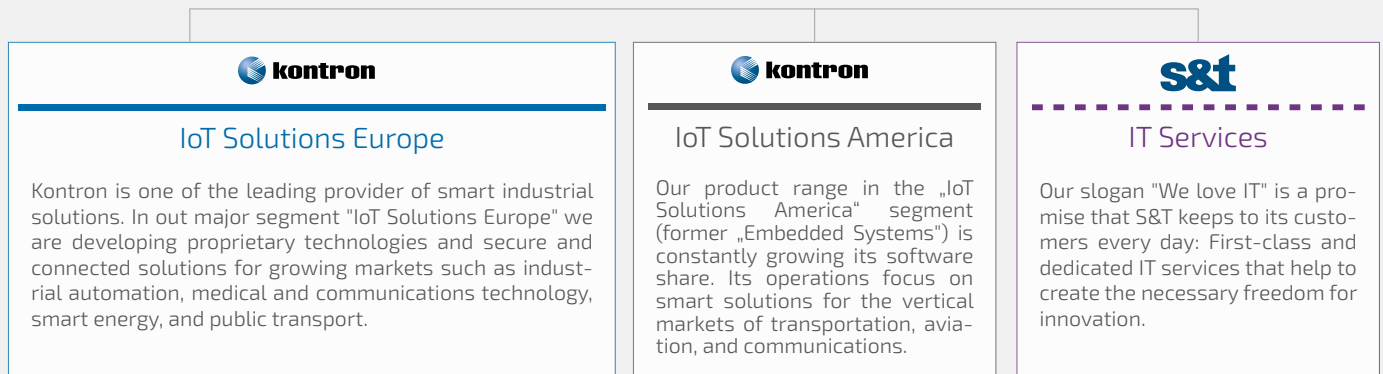 kontron
IoT Solutions Europe
Kontron is one of the leading provider of smart industrial
solutions. In out major segment "IoT Solutions Europe" we
are developing proprietary technologies and secure and
connected solutions for growing markets such as indust-
rial automation, medical and communications technology,
smart energy, and public transport.
kontron
IoT Solutions America
Our product range in the „IoT
Solutions America“ segment
(former „Embedded Systems") is
constantly growing its software
share. Its operations focus on
smart solutions for the vertical
markets of transportation, avia-
tion, and communications.
s&t
IT Services
Our slogan "We love IT" is a pro-
mise that S&T keeps to its custo-
mers every day: First-class and
dedicated IT services that help to
create the necessary freedom for
innovation.